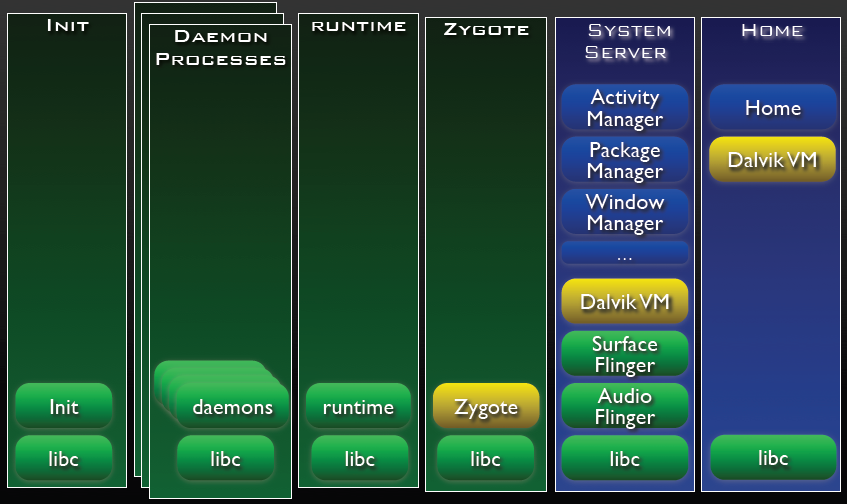 INIT
DAEMON
PROCESSES
RUNTIME
ZYGOTE
SYSTEM
SERVER
HOME
Init
libc
daemons
libc
runtime
libc
Zygote
libc
Activity
Manager
Package
Manager
Window
Manager
...
Dalvik VM
Surface
Flinger
Audio
Flinger
libc
Home
Dalvik VM
libc